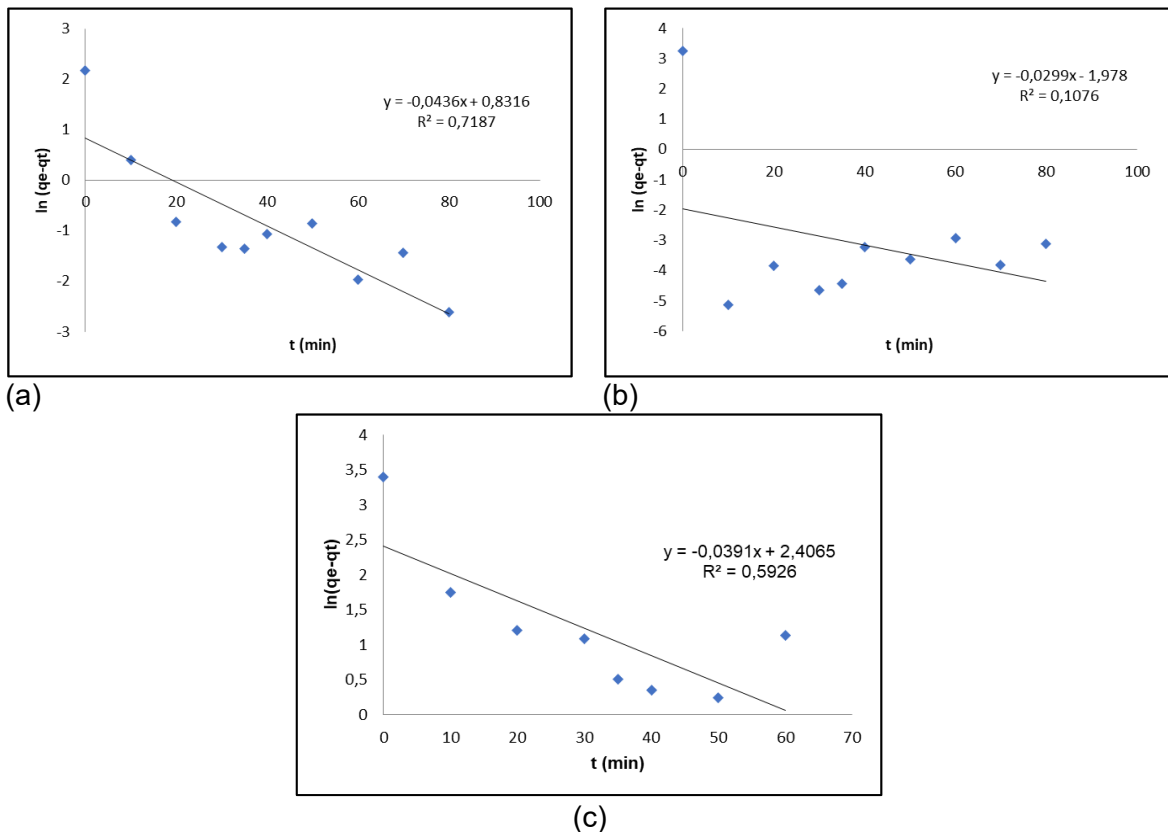 3
2
1
0
-1
-2
-3
0 20 40 60 80 100
ln (qe-qt)
t (min)
y = -0,0436x + 0,8316
R² = 0,7187
(a)
4
3
2
1
0
-1
-2
-3
-4
-5
-6
0 20 40 60 80 100
ln (qe-qt)
t (min)
y = -0,0299x - 1,978
R² = 0,1076
(b)
4
3,5
3
2,5
2
1,5
1
0,5
0
0 10 20 30 40 50 60 70
ln(qe-qt)
t (min)
y = -0,0391x + 2,4065
R² = 0,5926
(c)